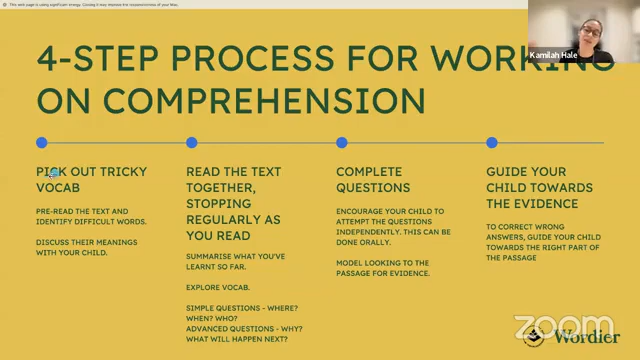 This web page is using significant energy. Closing it may improve the responsiveness of your Mac.
Kamilah Hale
4-STEP PROCESS FOR WORKING
ON COMPREHENSION
PICK OUT TRICKY
VOCAB
PRE-READ THE TEXT AND
IDENTIFY DIFFICULT WORDS.
DISCUSS THEIR MEANINGS
WITH YOUR CHILD.
READ THE TEXT
TOGETHER,
STOPPING
REGULARLY AS
YOU READ
SUMMARISE WHAT YOU'VE
LEARNT SO FAR.
EXPLORE VOCAB.
SIMPLE QUESTIONS - WHERE?
WHEN? WHO?
ADVANCED QUESTIONS - WHY?
WHAT WILL HAPPEN NEXT?
COMPLETE
QUESTIONS
ENCOURAGE YOUR CHILD TO
ATTEMPT THE QUESTIONS
INDEPENDENTLY. THIS CAN BE
DONE ORALLY.
MODEL LOOKING TO THE
PASSAGE FOR EVIDENCE.
GUIDE YOUR
CHILD TOWARDS
THE EVIDENCE
TO CORRECT WRONG
ANSWERS, GUIDE YOUR CHILD
TOWARDS THE RIGHT PART OF
THE PASSAGE
zoom
Wordier